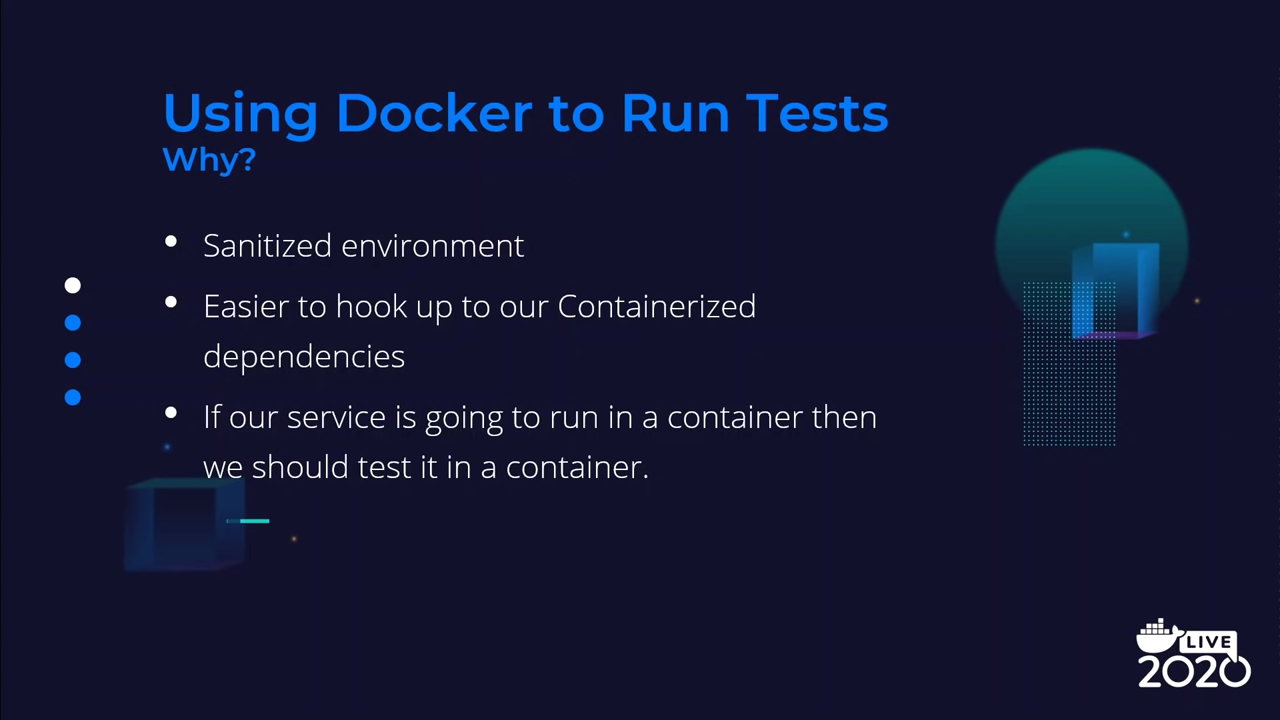 Using Docker to Run Tests
Why?
• Sanitized environment
• Easier to hook up to our Containerized
dependencies
• If our service is going to run in a container then
we should test it in a container.
LIVE
2020